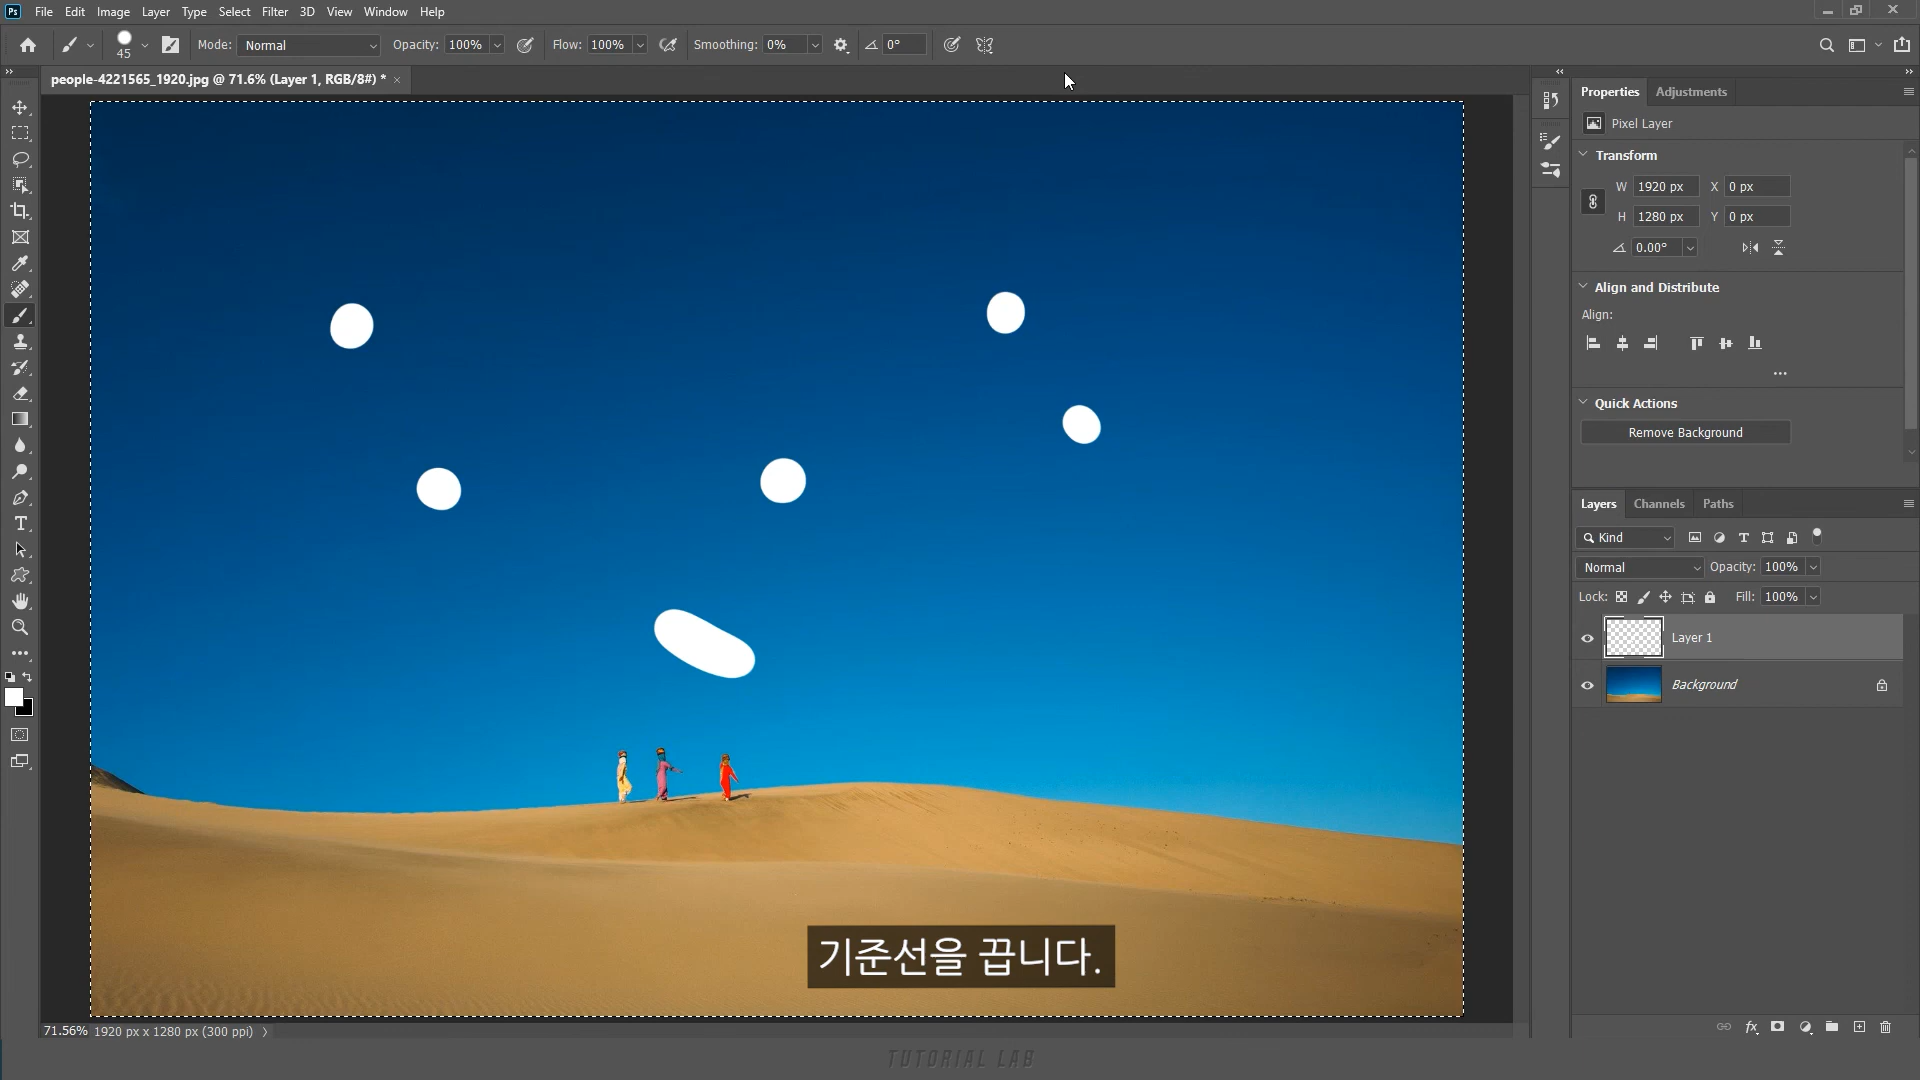 Ps File Edit Image Layer Type Select Filter 3D View Window Help
45 Mode: Normal Opacity: 100% Flow: 100% Smoothing: 0% 0°
people-4221565_1920.jpg @ 71.6% (Layer 1, RGB/8#) * ×
Properties Adjustments
Pixel Layer
Transform
W 1920 px X 0 px
H 1280 px Y 0 px
0.00°
Align and Distribute
Align:
Quick Actions
Remove Background
Layers Channels Paths
Kind
Normal Opacity: 100%
Lock: Fill: 100%
Layer 1
Background
기준선을 끕니다.
71.56% 1920 px x 1280 px (300 ppi)
TUTORIAL LAB